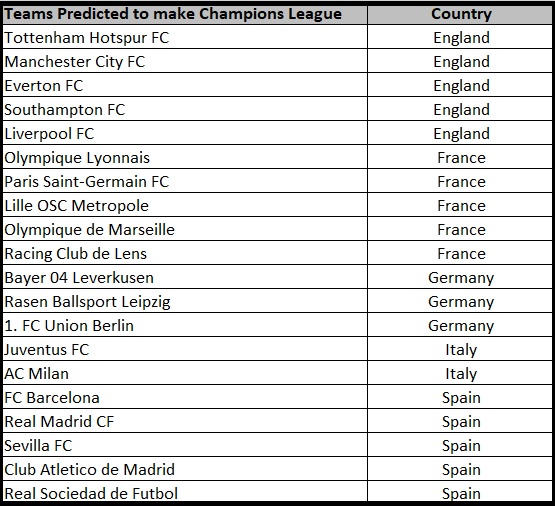 Teams Predicted to make Champions League Country
Tottenham Hotspur FC England
Manchester City FC England
Everton FC England
Southampton FC England
Liverpool FC England
Olympique Lyonnais France
Paris Saint-Germain FC France
Lille OSC Metropole France
Olympique de Marseille France
Racing Club de Lens France
Bayer 04 Leverkusen Germany
Rasen Ballsport Leipzig Germany
1. FC Union Berlin Germany
Juventus FC Italy
AC Milan Italy
FC Barcelona Spain
Real Madrid CF Spain
Sevilla FC Spain
Club Atletico de Madrid Spain
Real Sociedad de Futbol Spain